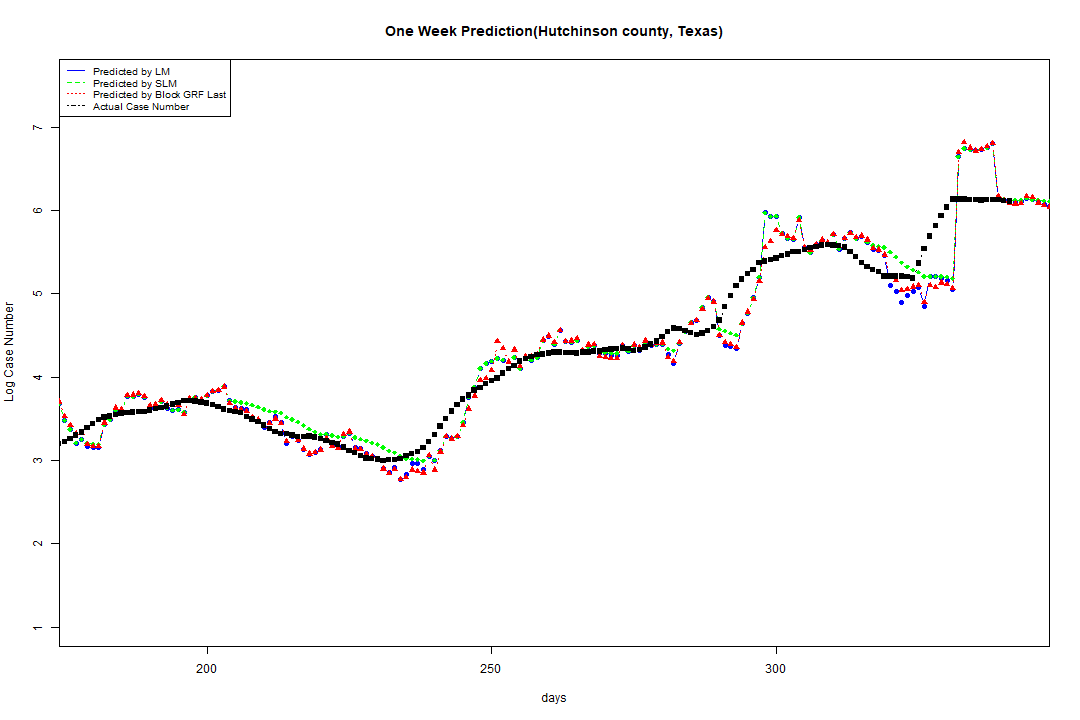 One Week Prediction(Hutchinson county, Texas)
Predicted by LM
Predicted by SLM
Predicted by Block GRF Last
Actual Case Number
7
6
5
4
3
2
1
Log Case Number
200
250
300
days